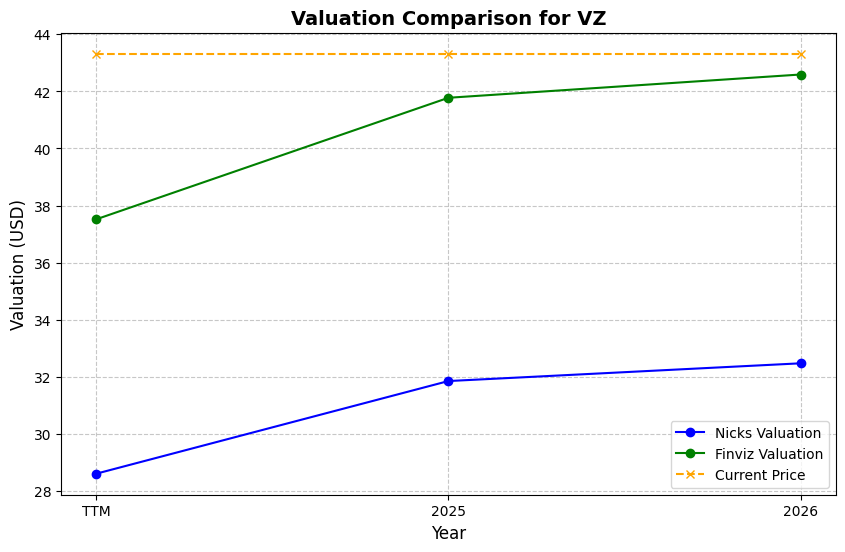 Valuation Comparison for VZ
Valuation (USD)
44
42
40
38
36
34
32
30
28
TTM
2025
2026
Year
Nicks Valuation
Finviz Valuation
Current Price